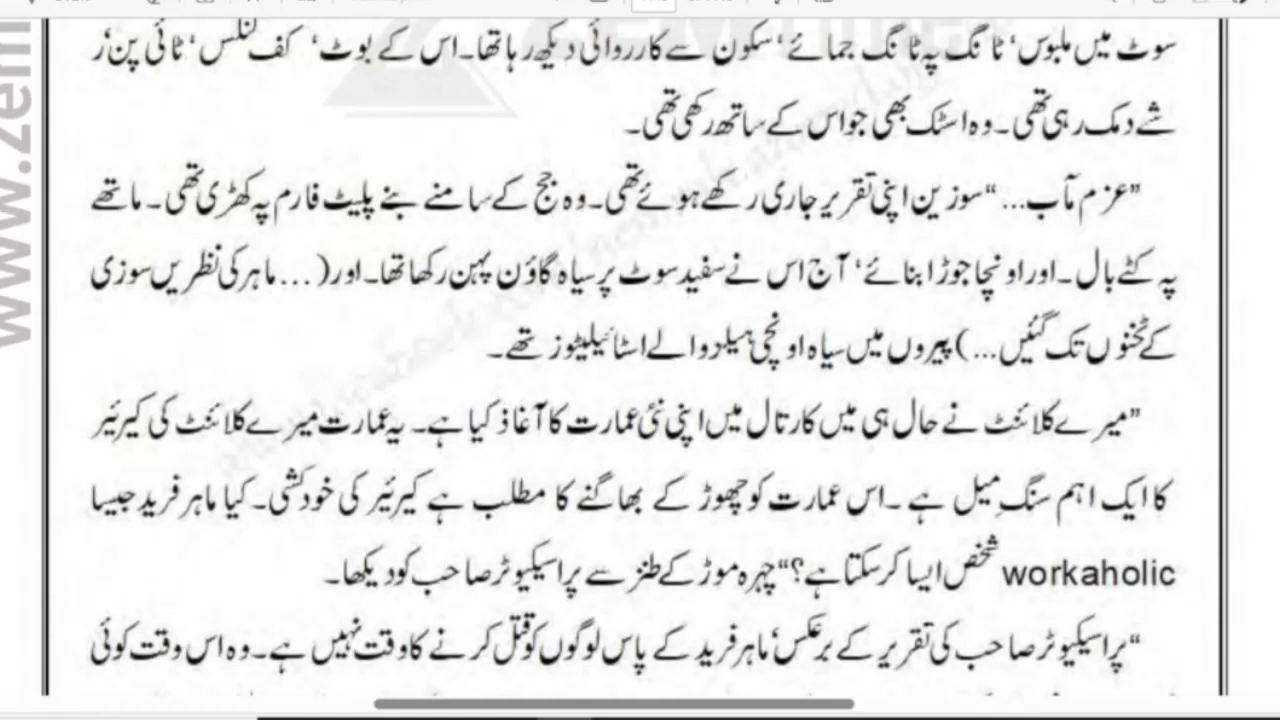 سوٹ میں ملبوس‘ ٹانگ پہ ٹانگ جمائے‘ سکون سے کارروائی دیکھ رہا تھا۔ اس کے بوٹ‘ کف لنکس‘ ٹائی پن‘ ر
شے دمک رہی تھی۔ وہ اسٹک بھی جو اس کے ساتھ رکھی تھی۔
”عزم مآب...“ سوزین اپنی تقریر جاری رکھے ہوئے تھی۔ وہ جج کے سامنے بنے پلیٹ فارم پہ کھڑی تھی۔ ماتھے
پہ کٹے بال۔ اور اونچا جوڑا بنائے‘ آج اس نے سفید سوٹ پر سیاہ گاؤن پہن رکھا تھا۔ اور (... ماہر کی نظریں سوزی
کے ٹخنوں تک گئیں...) پیروں میں سیاہ اونچی ہیلد والے اسٹائیلیٹوز تھے۔
”میرے کلائنٹ نے حال ہی میں کارتال میں اپنی نئی عمارت کا آغاذ کیا ہے۔ یہ عمارت میرے کلائنٹ کی کیرئیر
کا ایک اہم سنگِ میل ہے ۔ اس عمارت کو چھوڑ کے بھاگنے کا مطلب ہے کیرئیر کی خودکشی۔ کیا ماہر فرید جیسا
workaholic شخص ایسا کر سکتا ہے؟“ چہرہ موڑ کے طنز سے پراسیکیوٹر صاحب کو دیکھا۔
“پراسیکیوٹر صاحب کی تقریر کے برعکس‘ ماہر فرید کے پاس لوگوں کو قتل کرنے کا وقت نہیں ہے۔ وہ اس وقت کوئی
www.zem